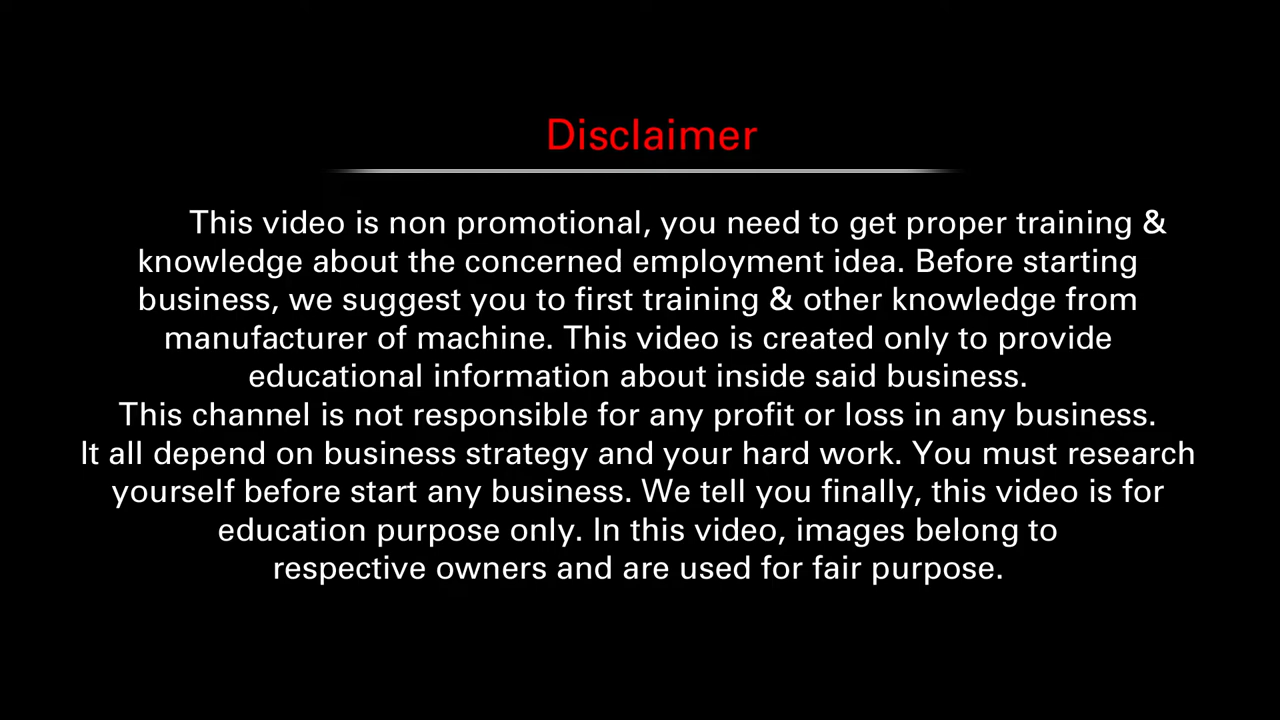 Disclaimer
This video is non promotional, you need to get proper training &
knowledge about the concerned employment idea. Before starting
business, we suggest you to first training & other knowledge from
manufacturer of machine. This video is created only to provide
educational information about inside said business.
This channel is not responsible for any profit or loss in any business.
It all depend on business strategy and your hard work. You must research
yourself before start any business. We tell you finally, this video is for
education purpose only. In this video, images belong to
respective owners and are used for fair purpose.